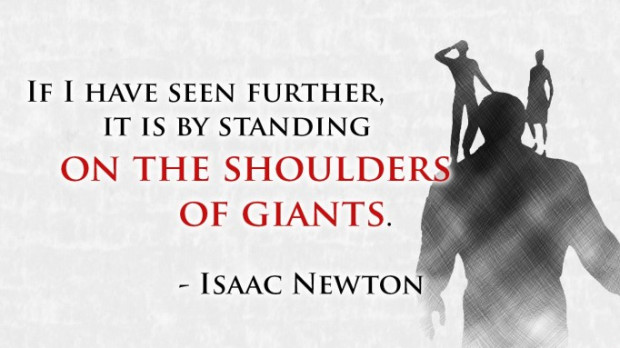 If I have seen further,
it is by standing
on the shoulders
of giants.
- Isaac Newton